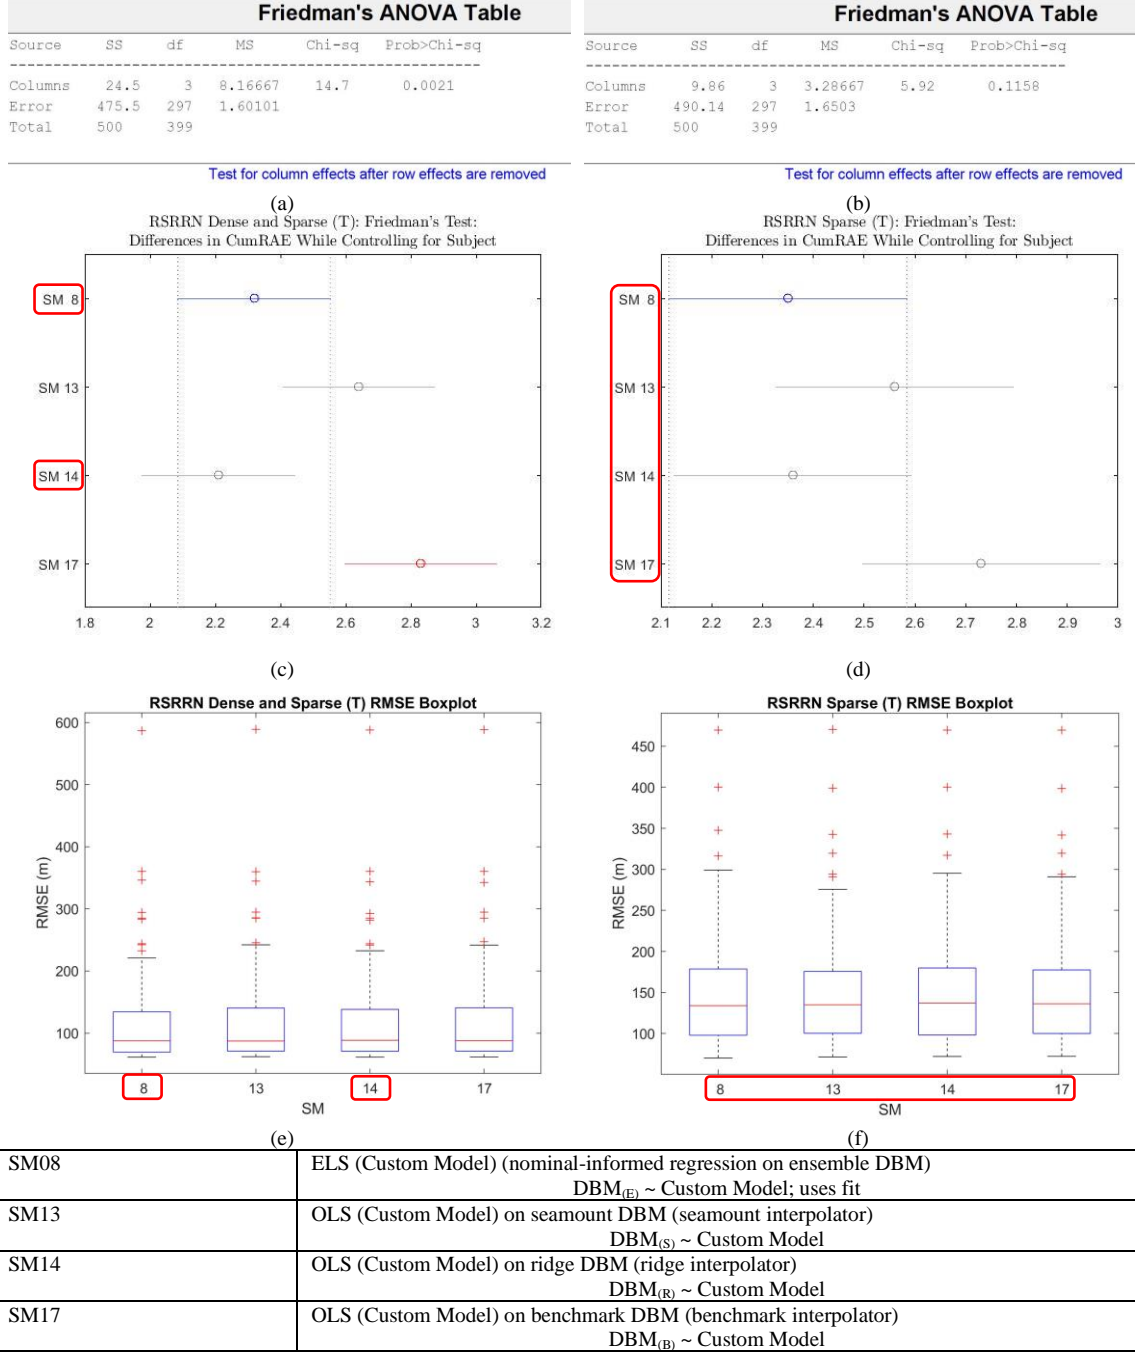 Friedman's ANOVA Table
Source SS df MS Chi-sq Prob>Chi-sq
Columns 24.5 3 8.16667 14.7 0.0021
Error 475.5 297 1.60101
Total 500 399
Test for column effects after row effects are removed
(a)
Friedman's ANOVA Table
Source SS df MS Chi-sq Prob>Chi-sq
Columns 9.86 3 3.28667 5.92 0.1158
Error 490.14 297 1.6503
Total 500 399
Test for column effects after row effects are removed
(b)
RSRRN Dense and Sparse (T): Friedman's Test:
Differences in CumRAE While Controlling for Subject
SM 8
SM 13
SM 14
SM 17
1.8 2 2.2 2.4 2.6 2.8 3 3.2
(c)
RSRRN Sparse (T): Friedman's Test:
Differences in CumRAE While Controlling for Subject
SM 8
SM 13
SM 14
SM 17
2.1 2.2 2.3 2.4 2.5 2.6 2.7 2.8 2.9 3
(d)
RSRRN Dense and Sparse (T) RMSE Boxplot
600
500
400
300
200
100
RMSE (m)
8 13 14 17
SM
(e)
RSRRN Sparse (T) RMSE Boxplot
450
400
350
300
250
200
150
100
RMSE (m)
8 13 14 17
SM
(f)
SM08 ELS (Custom Model) (nominal-informed regression on ensemble DBM)
DBM(E) ~ Custom Model; uses fit
SM13 OLS (Custom Model) on seamount DBM (seamount interpolator)
DBM(S) ~ Custom Model
SM14 OLS (Custom Model) on ridge DBM (ridge interpolator)
DBM(R) ~ Custom Model
SM17 OLS (Custom Model) on benchmark DBM (benchmark interpolator)
DBM(B) ~ Custom Model